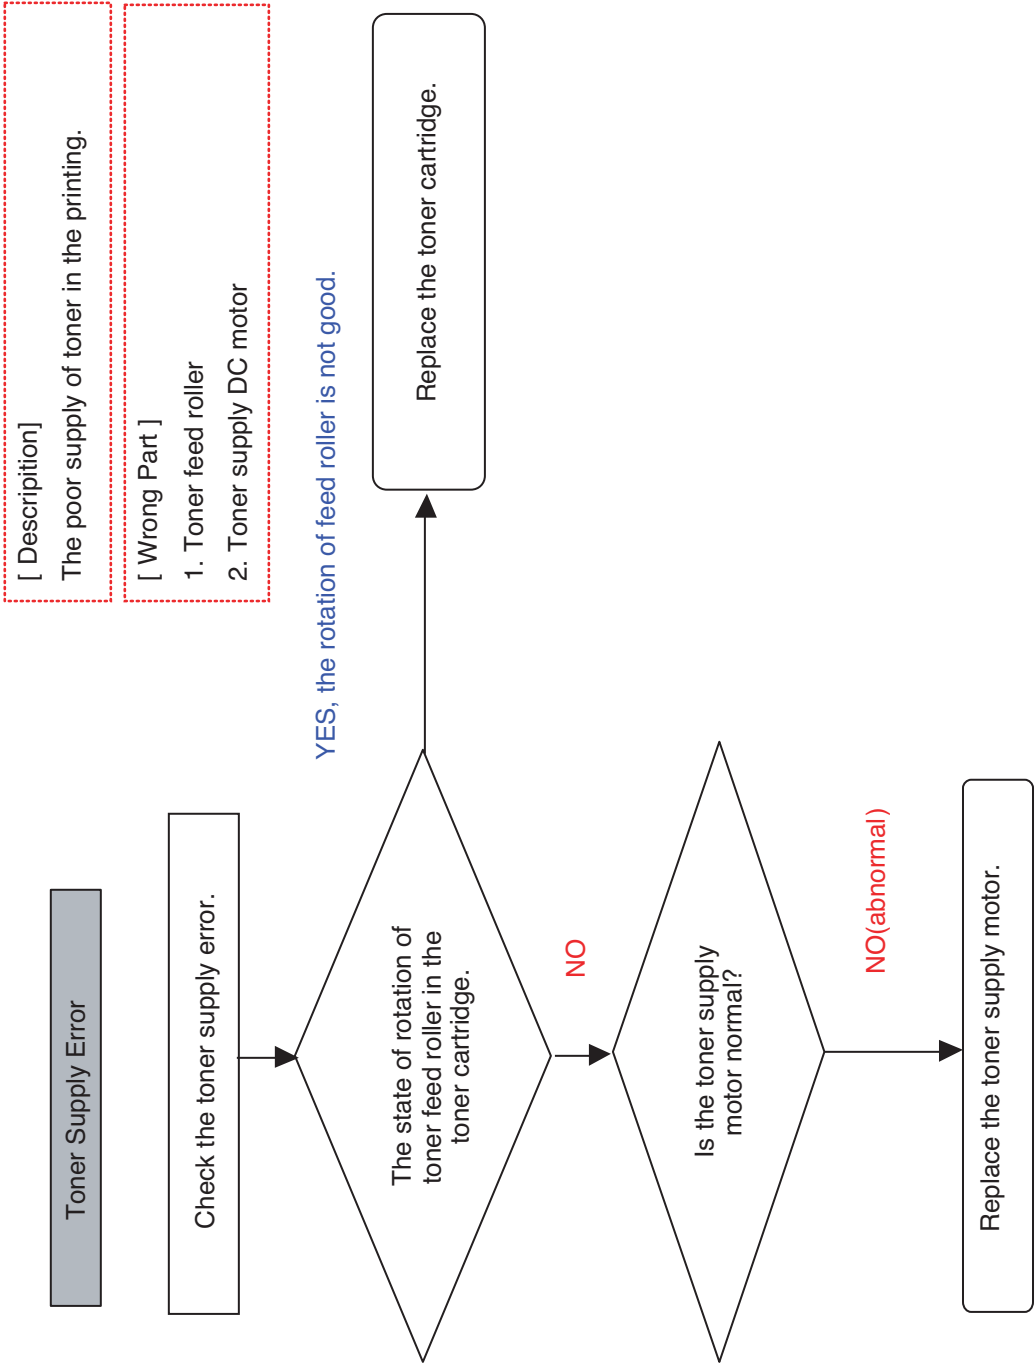 Toner Supply Error
[ Descripition]
The poor supply of toner in the printing.
[ Wrong Part ]
1. Toner feed roller
2. Toner supply DC motor
Check the toner supply error.
The state of rotation of
toner feed roller in the
toner cartridge.
YES, the rotation of feed roller is not good.
Replace the toner cartridge.
NO
Is the toner supply
motor normal?
NO(abnormal)
Replace the toner supply motor.